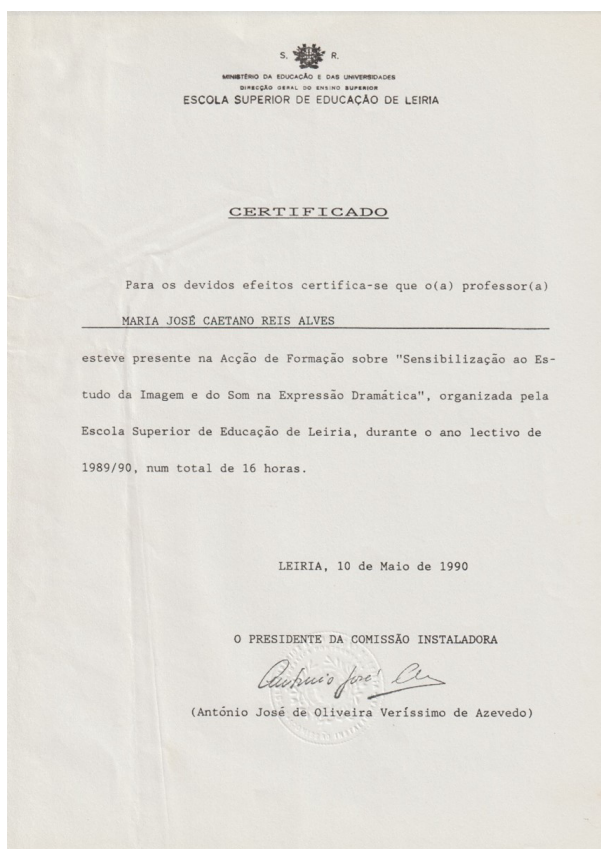 S. R.
MINISTÉRIO DA EDUCAÇÃO E DAS UNIVERSIDADES
DIRECÇÃO GERAL DO ENSINO SUPERIOR
ESCOLA SUPERIOR DE EDUCAÇÃO DE LEIRIA
CERTIFICADO
Para os devidos efeitos certifica-se que o(a) professor(a)
MARIA JOSÉ CAETANO REIS ALVES
esteve presente na Acção de Formação sobre "Sensibilização ao Es-
tudo da Imagem e do Som na Expressão Dramática", organizada pela
Escola Superior de Educação de Leiria, durante o ano lectivo de
1989/90, num total de 16 horas.
LEIRIA, 10 de Maio de 1990
O PRESIDENTE DA COMISSÃO INSTALADORA
António José
(António José de Oliveira Veríssimo de Azevedo)